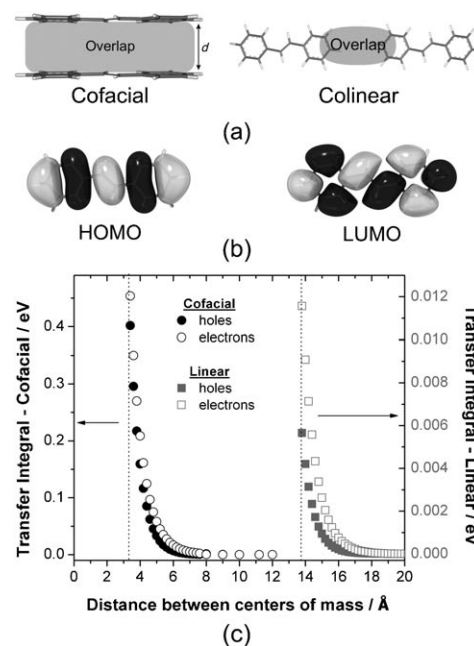 Overlap
d
Overlap
Cofacial
Colinear
(a)
HOMO
LUMO
(b)
Transfer Integral - Cofacial / eV
0.4
0.3
0.2
0.1
0.0
Cofacial
holes
electrons
Linear
holes
electrons
0.012
0.010
0.008
0.006
0.004
0.002
0.000
Transfer Integral - Linear / eV
0 2 4 6 8 10 12 14 16 18 20
Distance between centers of mass / Å
(c)